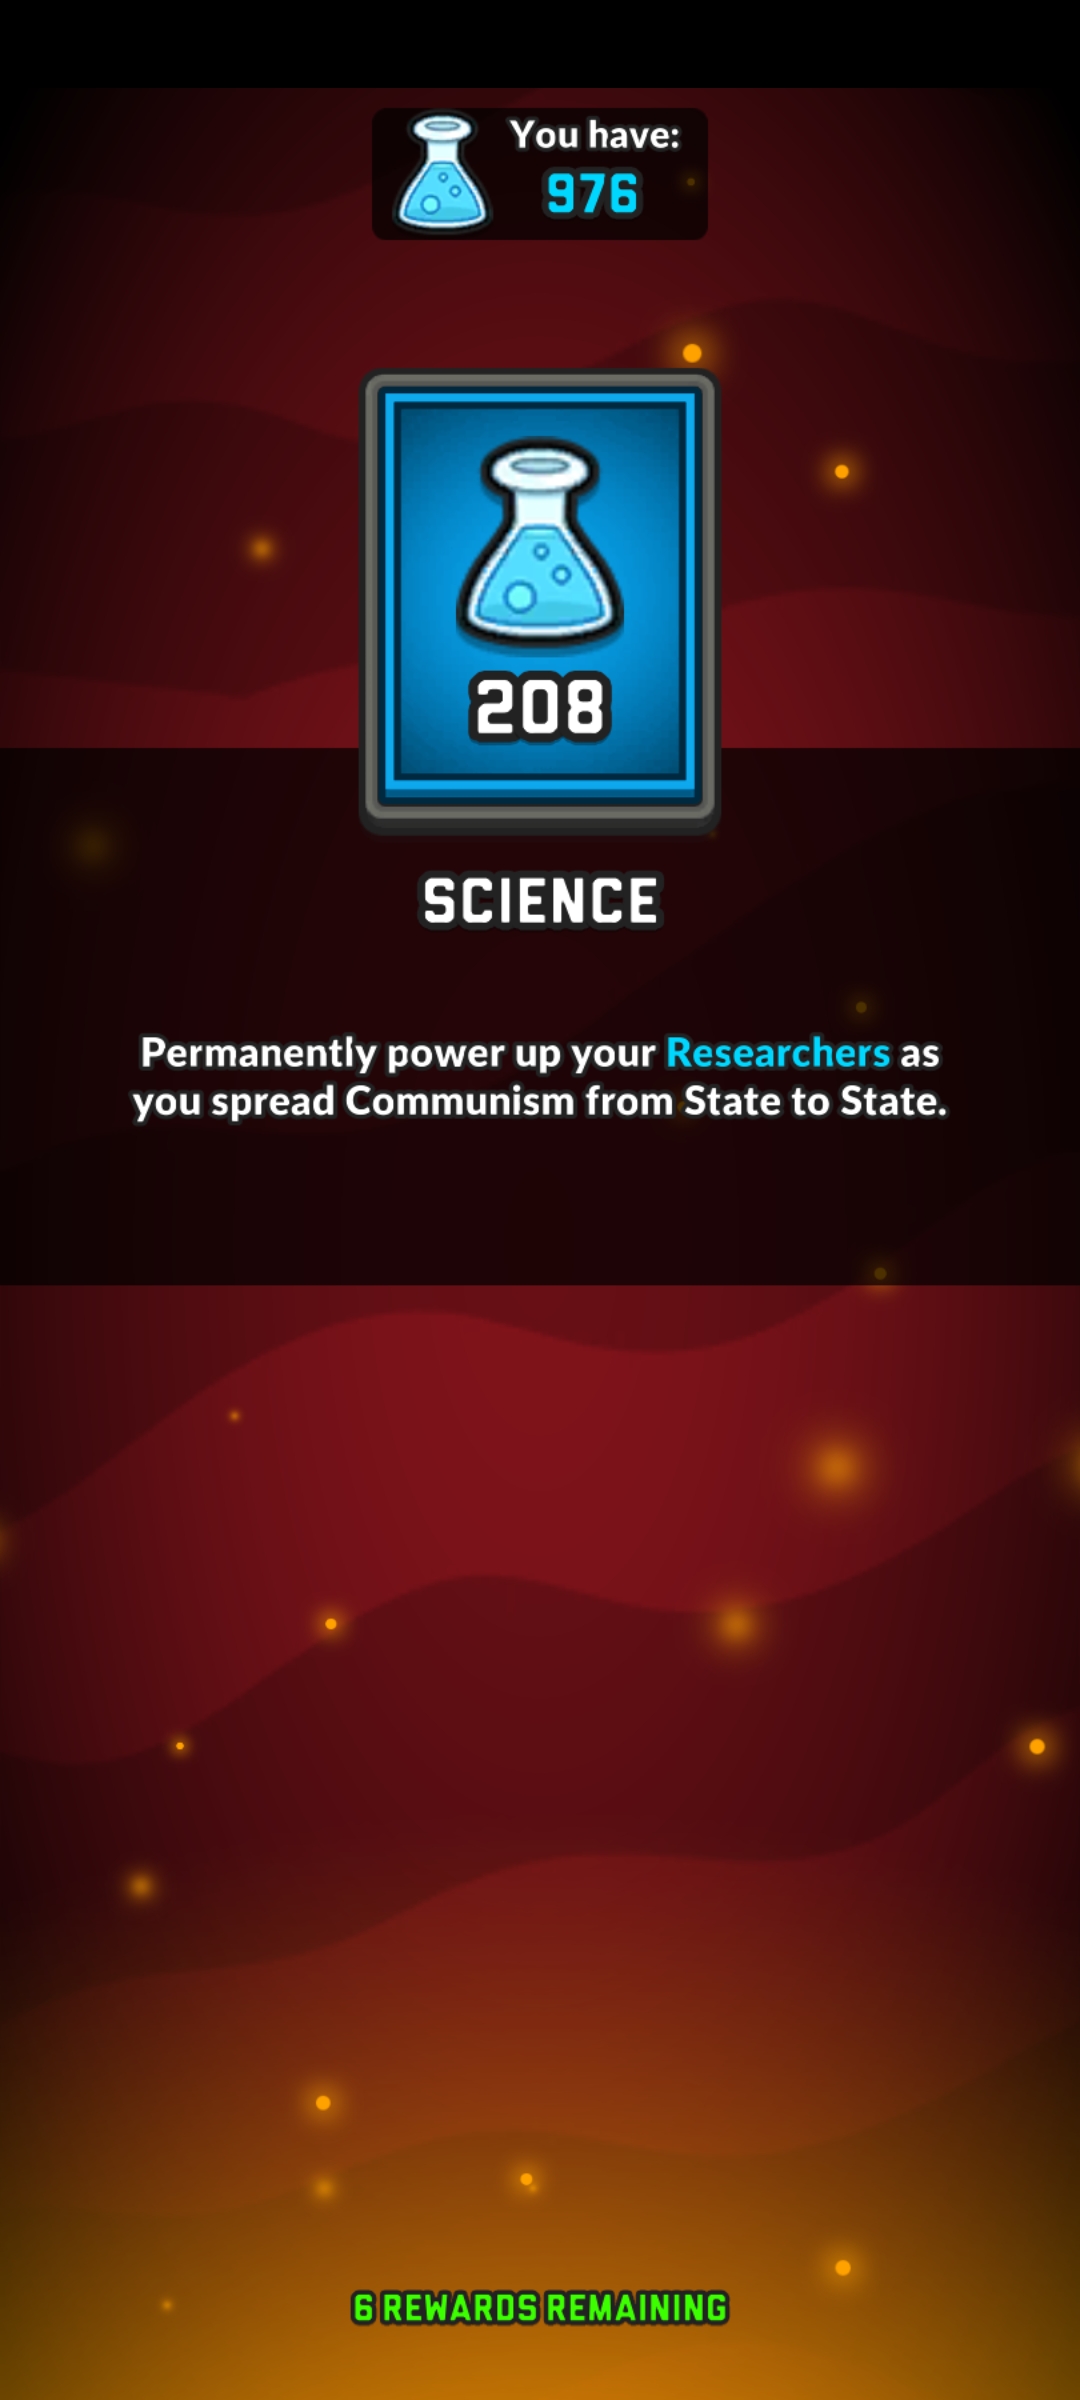 You have:
976
208
SCIENCE
Permanently power up your Researchers as
you spread Communism from State to State.
6 REWARDS REMAINING